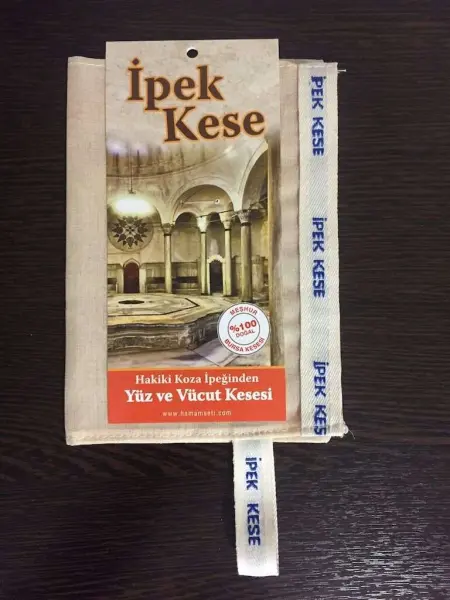 İpek
Kese
MEŞHUR
%100
DOĞAL
BURSA KESESİ
Hakiki Koza İpeğinden
Yüz ve Vücut Kesesi
www.hamamseti.com
İPEK KESE
İPEK KESE
İPEK KES
İPEK KESE